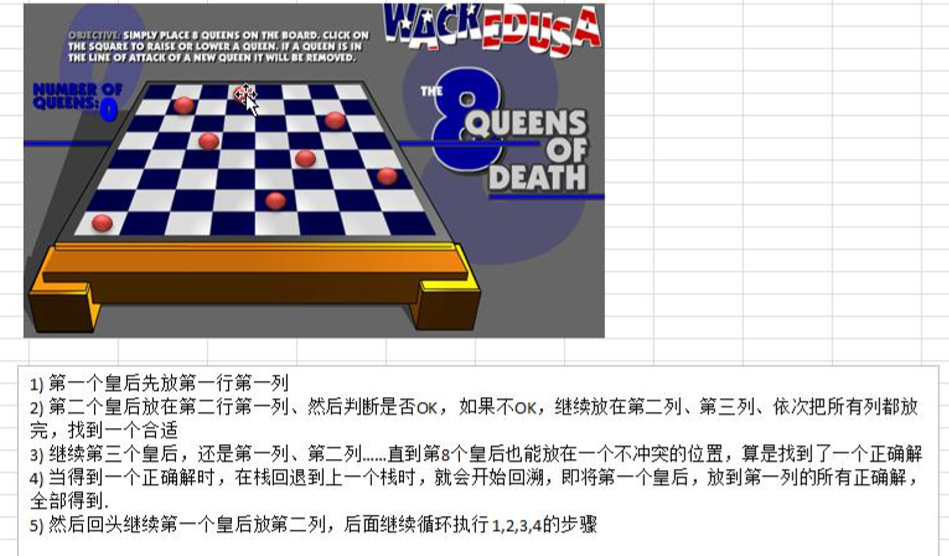 WACKEDUSA
OBJECTIVE: SIMPLY PLACE 8 QUEENS ON THE BOARD. CLICK ON
THE SQUARE TO RAISE OR LOWER A QUEEN. IF A QUEEN IS IN
THE LINE OF ATTACK OF A NEW QUEEN IT WILL BE REMOVED.
NUMBER OF
QUEENS: 0
THE 8
QUEENS
OF
DEATH
1) 第一个皇后先放第一行第一列
2) 第二个皇后放在第二行第一列、然后判断是否OK，如果不OK，继续放在第二列、第三列、依次把所有列都放
完，找到一个合适
3) 继续第三个皇后，还是第一列、第二列……直到第8个皇后也能放在一个不冲突的位置，算是找到了一个正确解
4) 当得到一个正确解时，在栈回退到上一个栈时，就会开始回溯，即将第一个皇后，放到第一列的所有正确解，
全部得到.
5) 然后回头继续第一个皇后放第二列，后面继续循环执行 1,2,3,4的步骤